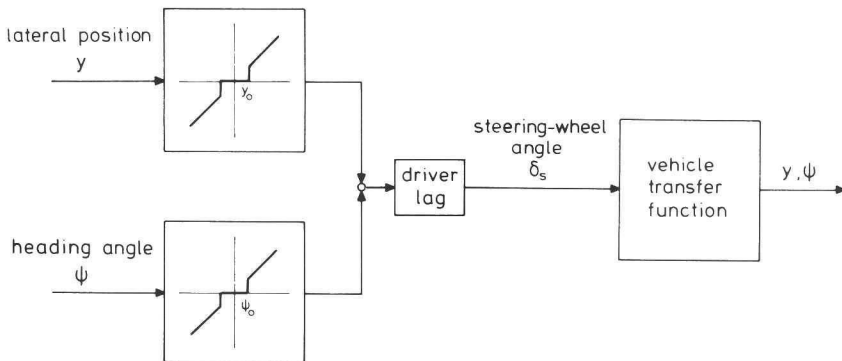 lateral position
y
y₀
steering-wheel
angle
δₛ
driver
lag
vehicle
transfer
function
y, ψ
heading angle
ψ
ψ₀